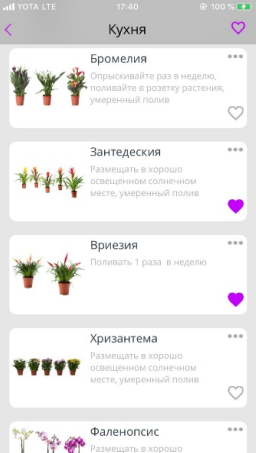 YOTA LTE 17:40 100 %
Кухня
Бромелия
Опрыскивайте раз в неделю,
поливайте в розетку растения,
умеренный полив
Зантедеския
Размещать в хорошо
освещенном солнечном
месте, умеренный полив
Вриезия
Поливать 1 раза в неделю
Хризантема
Размещать в хорошо
освещенном солнечном
месте, умеренный полив
Фаленопсис
Размещать в хорошо